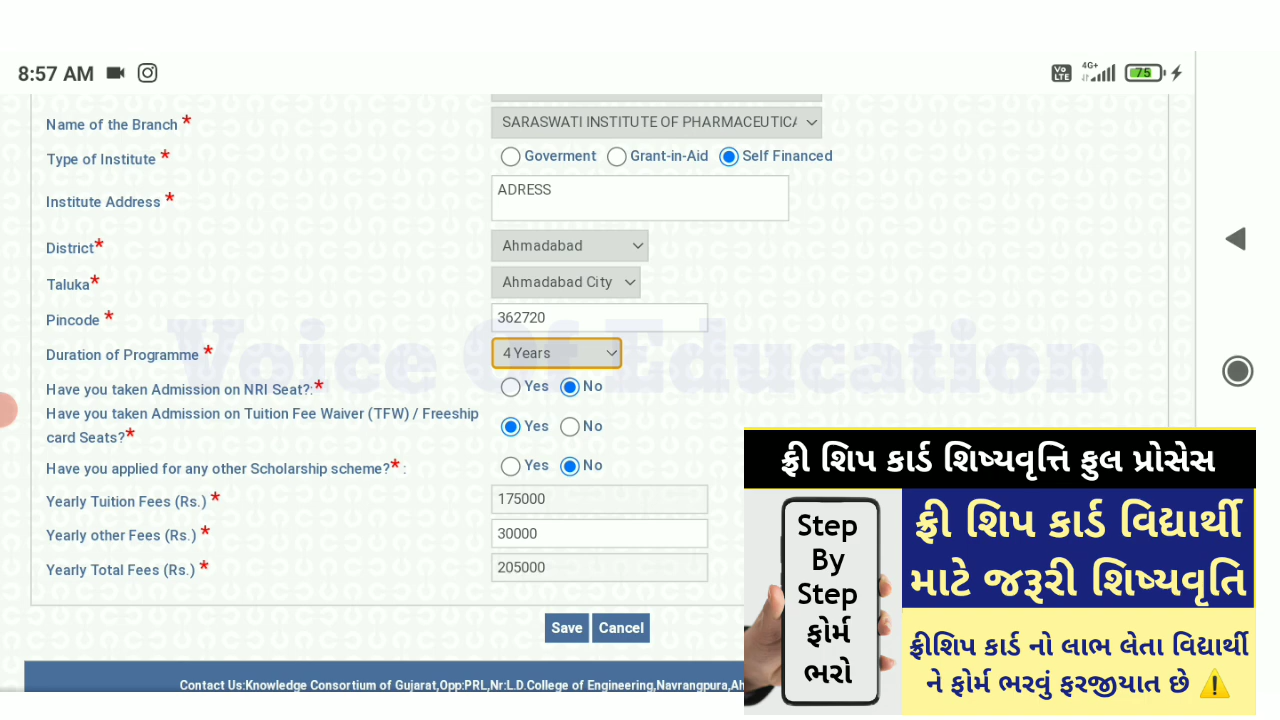 8:57 AM
Vo LTE 4G+ 75
Name of the Branch * SARASWATI INSTITUTE OF PHARMACEUTICA
Type of Institute * Goverment Grant-in-Aid Self Financed
Institute Address * ADRESS
District* Ahmadabad
Taluka* Ahmadabad City
Pincode * 362720
Voice Of Education
Duration of Programme * 4 Years
Have you taken Admission on NRI Seat?:* Yes No
Have you taken Admission on Tuition Fee Waiver (TFW) / Freeship
card Seats?* Yes No
Have you applied for any other Scholarship scheme?* : Yes No
Yearly Tuition Fees (Rs.) * 175000
Yearly other Fees (Rs.) * 30000
Yearly Total Fees (Rs.) * 205000
Save Cancel
Contact Us:Knowledge Consortium of Gujarat,Opp:PRL,Nr:L.D.College of Engineering,Navrangpura,Ah
ફ્રી શિપ કાર્ડ શિષ્યવૃત્તિ ફુલ પ્રોસેસ
Step
By
Step
ફોર્મ
ભરો
ફ્રી શિપ કાર્ડ વિદ્યાર્થી
માટે જરૂરી શિષ્યવૃતિ
ફ્રીશિપ કાર્ડ નો લાભ લેતા વિદ્યાર્થી
ને ફોર્મ ભરવું ફરજીયાત છે ⚠️